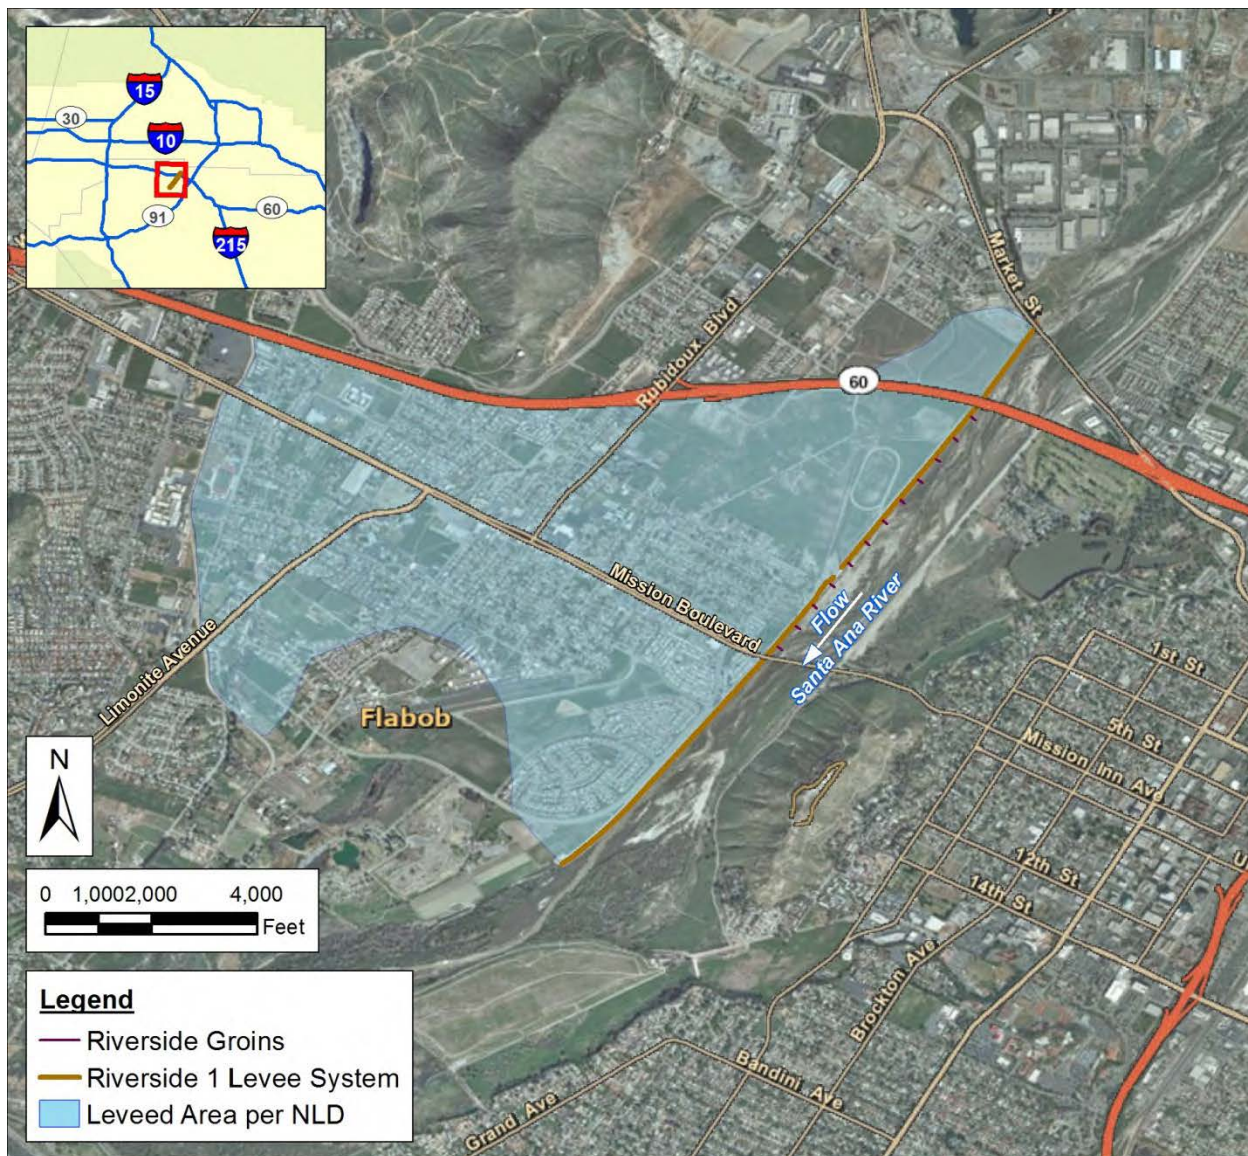 15
30
10
91
60
215
Market St
Rubidoux Blvd
60
Mission Boulevard
Flow
Santa Ana River
Limonite Avenue
Flabob
1st St
5th St
Mission Inn Ave
12th St
14th St
Brockton Ave
Bandini Ave
Grand Ave
N
0 1,000 2,000 4,000
Feet
Legend
Riverside Groins
Riverside 1 Levee System
Leveed Area per NLD